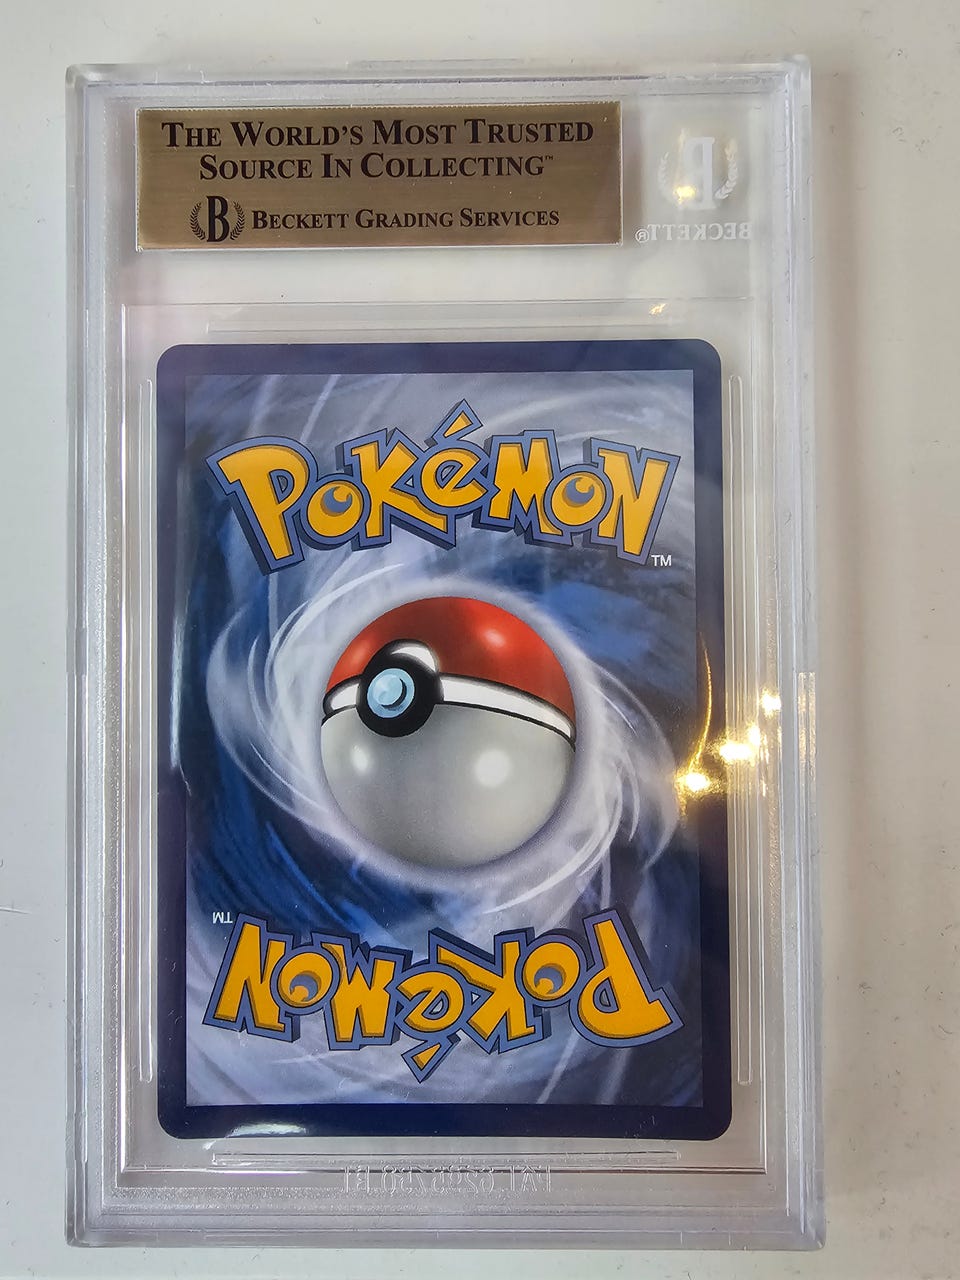 THE WORLD'S MOST TRUSTED
SOURCE IN COLLECTING™
B BECKETT GRADING SERVICES
B
BECKETT®
POKéMON
TM
TM
POKéMON